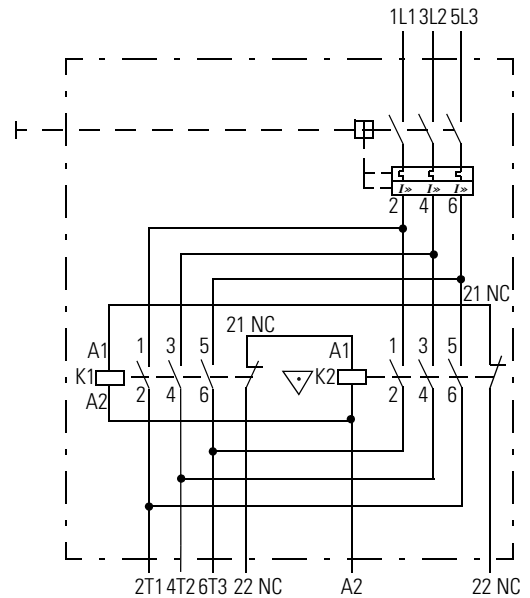 1L1 3L2 5L3
I» I» I»
2 4 6
21 NC
21 NC
A1 1 3 5 A1 1 3 5
K1 K2
A2 2 4 6 2 4 6
2T1 4T2 6T3 22 NC A2 22 NC